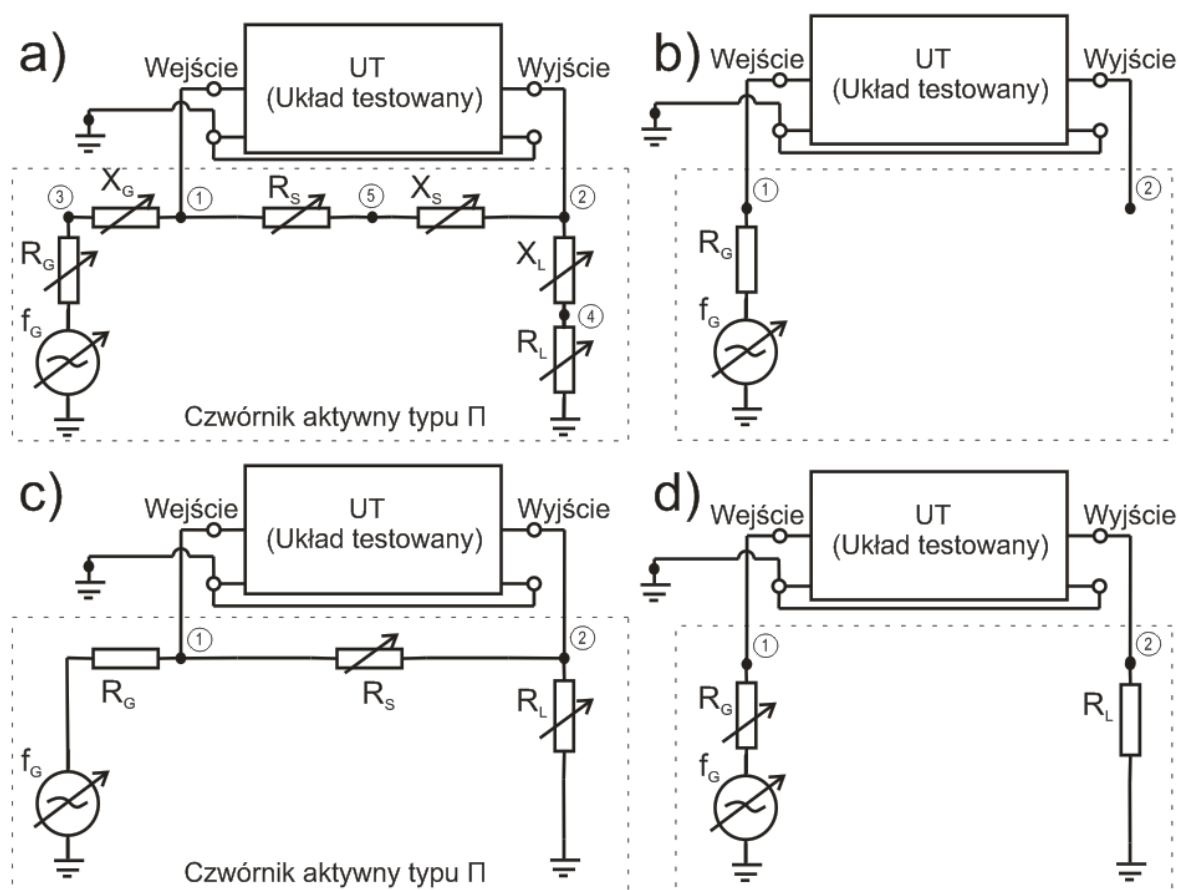 a)
Wejście
UT
(Układ testowany)
Wyjście
3
X_G
1
R_S
5
X_S
2
R_G
X_L
4
f_G
R_L
Czwórnik aktywny typu Π
b)
Wejście
UT
(Układ testowany)
Wyjście
1
2
R_G
f_G
c)
Wejście
UT
(Układ testowany)
Wyjście
1
2
R_G
R_S
R_L
f_G
Czwórnik aktywny typu Π
d)
Wejście
UT
(Układ testowany)
Wyjście
1
2
R_G
R_L
f_G